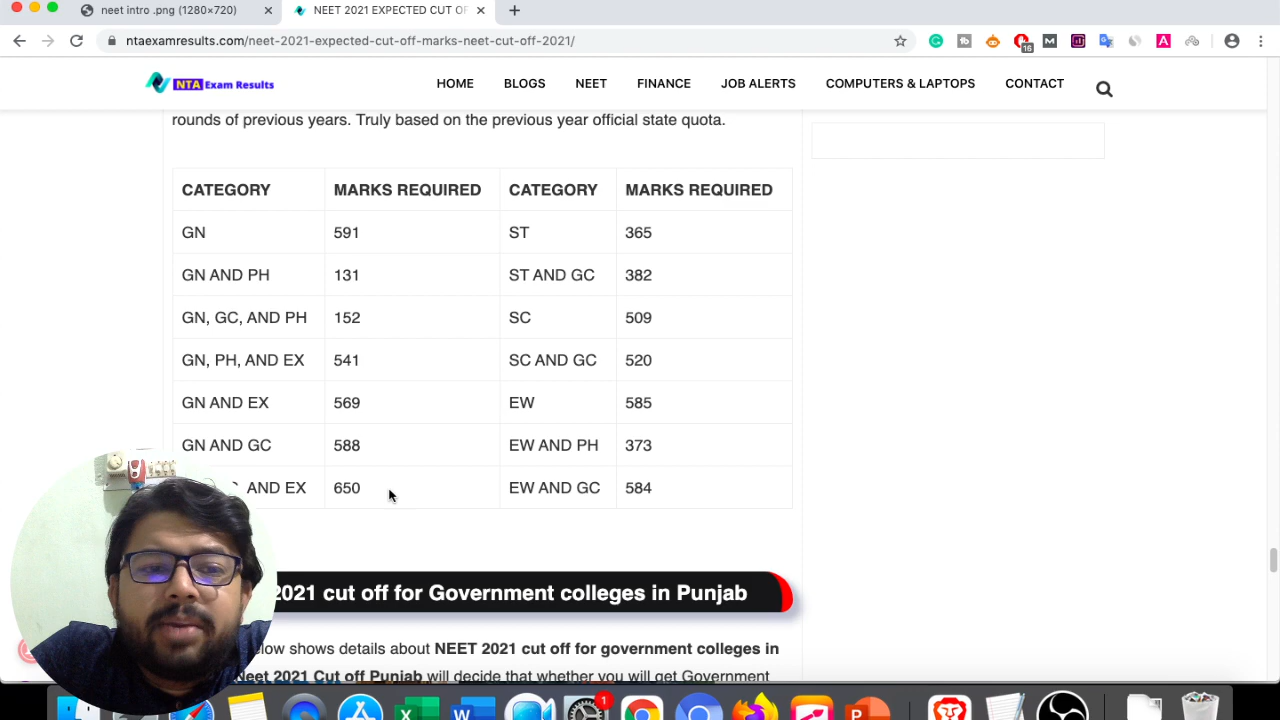 neet intro .png (1280×720)
NEET 2021 EXPECTED CUT OF
ntaexamresults.com/neet-2021-expected-cut-off-marks-neet-cut-off-2021/
16
NTA Exam Results
HOME BLOGS NEET FINANCE JOB ALERTS COMPUTERS & LAPTOPS CONTACT
rounds of previous years. Truly based on the previous year official state quota.
CATEGORY MARKS REQUIRED CATEGORY MARKS REQUIRED
GN 591 ST 365
GN AND PH 131 ST AND GC 382
GN, GC, AND PH 152 SC 509
GN, PH, AND EX 541 SC AND GC 520
GN AND EX 569 EW 585
GN AND GC 588 EW AND PH 373
AND EX 650 EW AND GC 584
2021 cut off for Government colleges in Punjab
below shows details about NEET 2021 cut off for government colleges in
Neet 2021 Cut off Punjab will decide that whether you will get Government
1